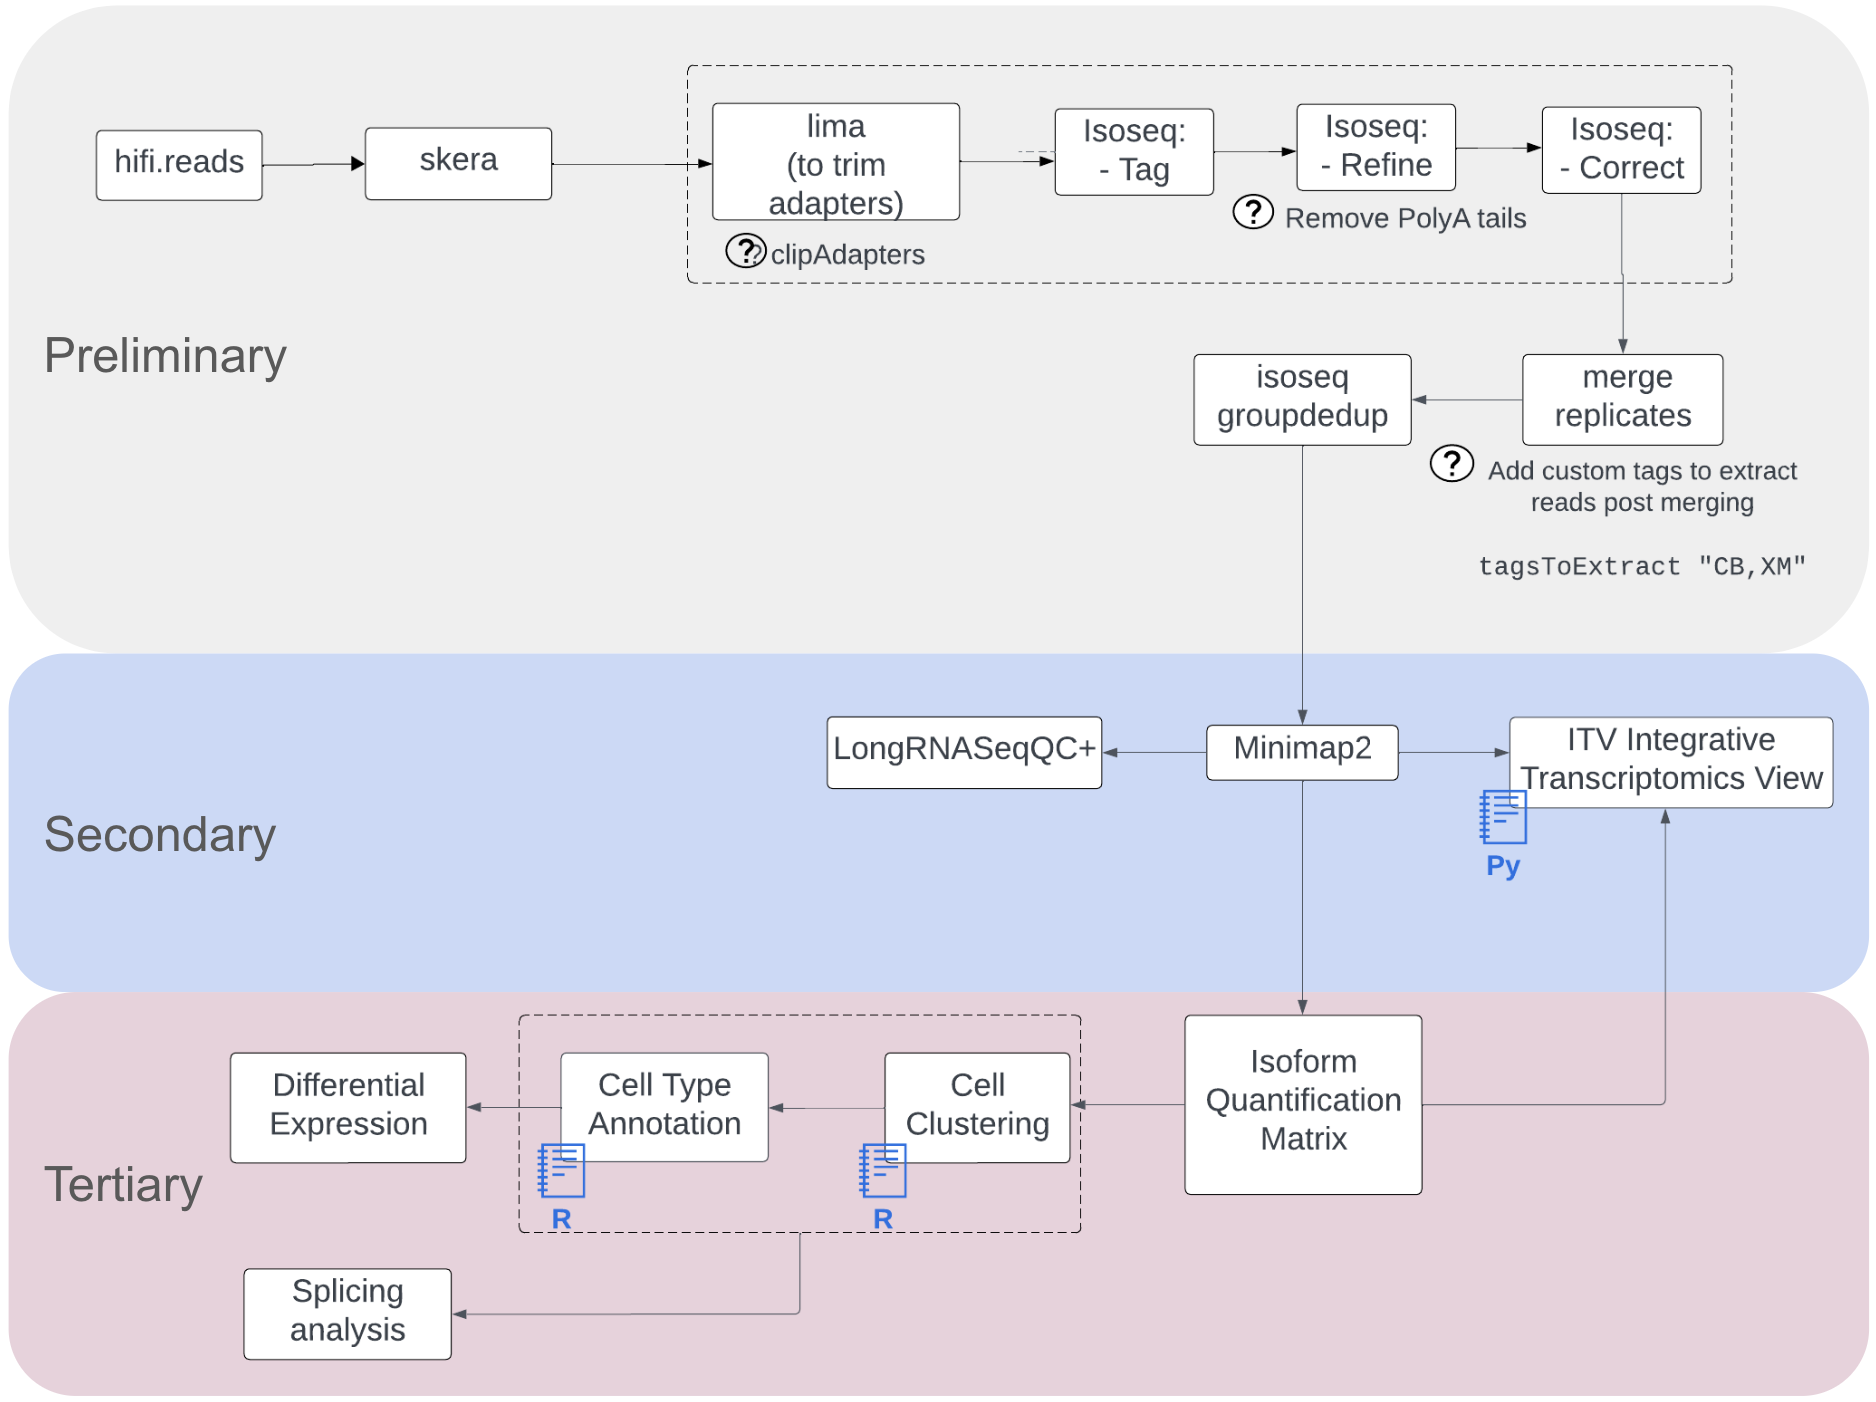 hifi.reads
skera
lima
(to trim
adapters)
Isoseq:
- Tag
Isoseq:
- Refine
Isoseq:
- Correct
? clipAdapters
? Remove PolyA tails
Preliminary
isoseq
groupdedup
merge
replicates
? Add custom tags to extract
reads post merging
tagsToExtract "CB,XM"
LongRNASeqQC+
Minimap2
ITV Integrative
Transcriptomics View
Py
Secondary
Differential
Expression
Cell Type
Annotation
R
Cell
Clustering
R
Isoform
Quantification
Matrix
Tertiary
Splicing
analysis